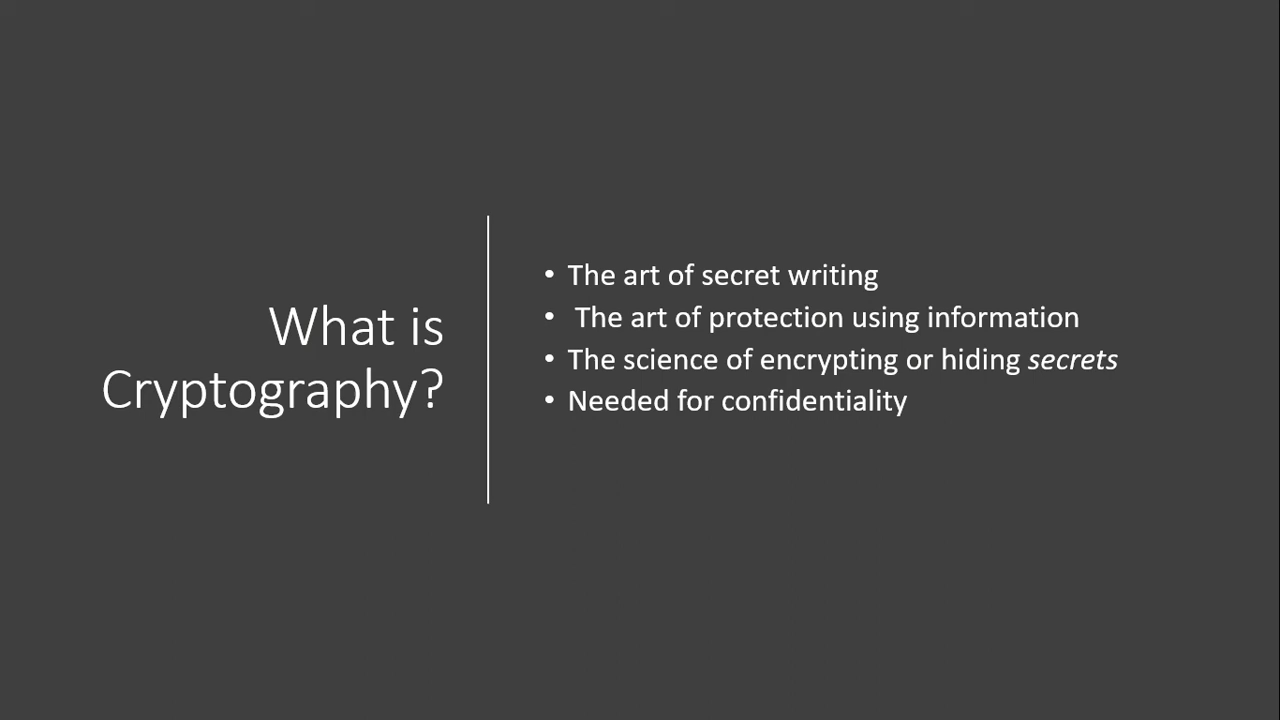 What is
Cryptography?
• The art of secret writing
• The art of protection using information
• The science of encrypting or hiding secrets
• Needed for confidentiality